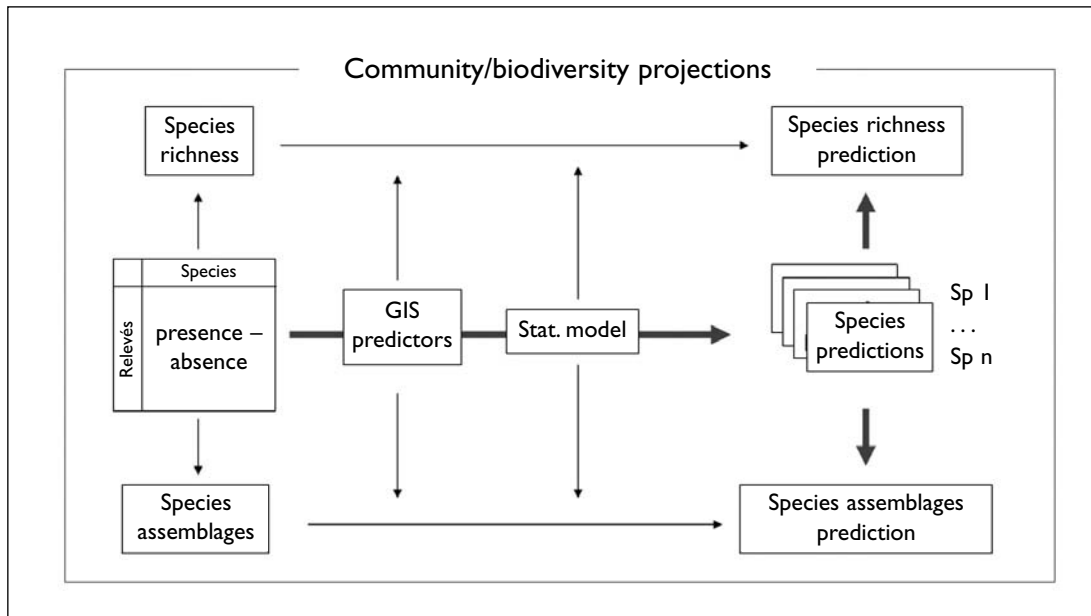 Community/biodiversity projections
Species
richness
Species richness
prediction
Species
Relevés
presence –
absence
GIS
predictors
Stat. model
Species
predictions
Sp 1
...
Sp n
Species
assemblages
Species assemblages
prediction